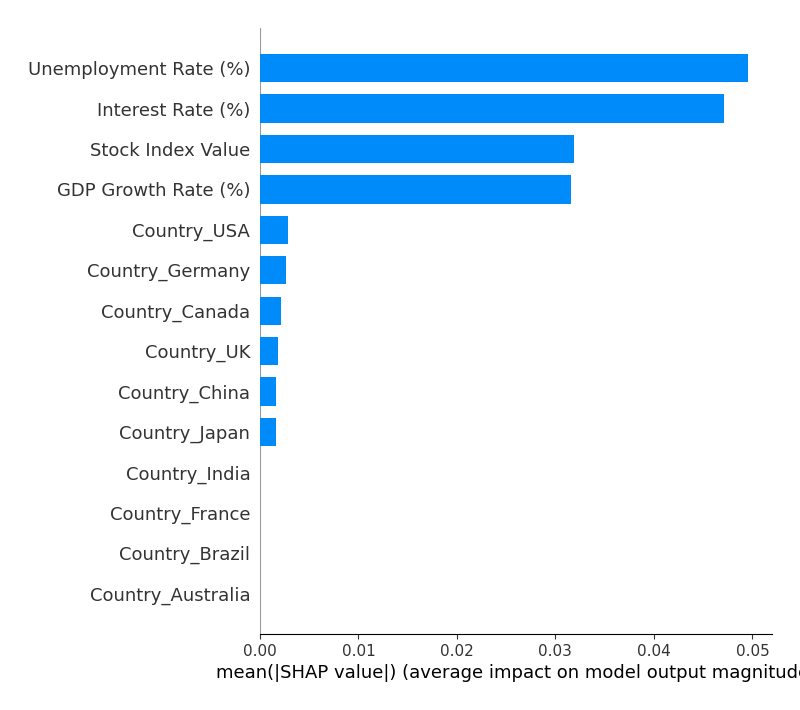 Unemployment Rate (%)
Interest Rate (%)
Stock Index Value
GDP Growth Rate (%)
Country_USA
Country_Germany
Country_Canada
Country_UK
Country_China
Country_Japan
Country_India
Country_France
Country_Brazil
Country_Australia
0.00 0.01 0.02 0.03 0.04 0.05
mean(|SHAP value|) (average impact on model output magnitude